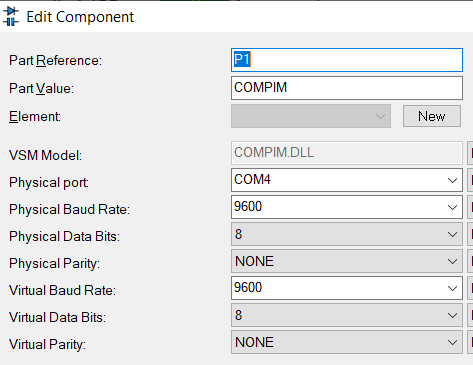 Edit Component
Part Reference: P1
Part Value: COMPIM
Element: New
VSM Model: COMPIM.DLL
Physical port: COM4
Physical Baud Rate: 9600
Physical Data Bits: 8
Physical Parity: NONE
Virtual Baud Rate: 9600
Virtual Data Bits: 8
Virtual Parity: NONE